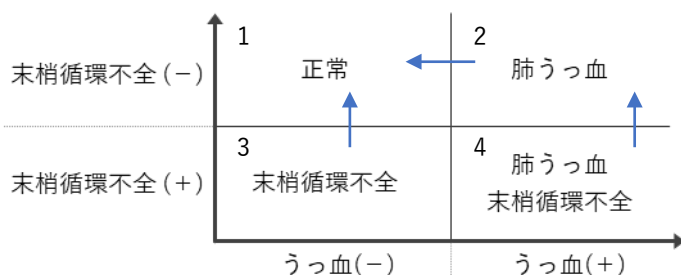 1
正常
2
肺うっ血
末梢循環不全(－)
3
末梢循環不全
4
肺うっ血
末梢循環不全
末梢循環不全(+)
うっ血(−)
うっ血(+)